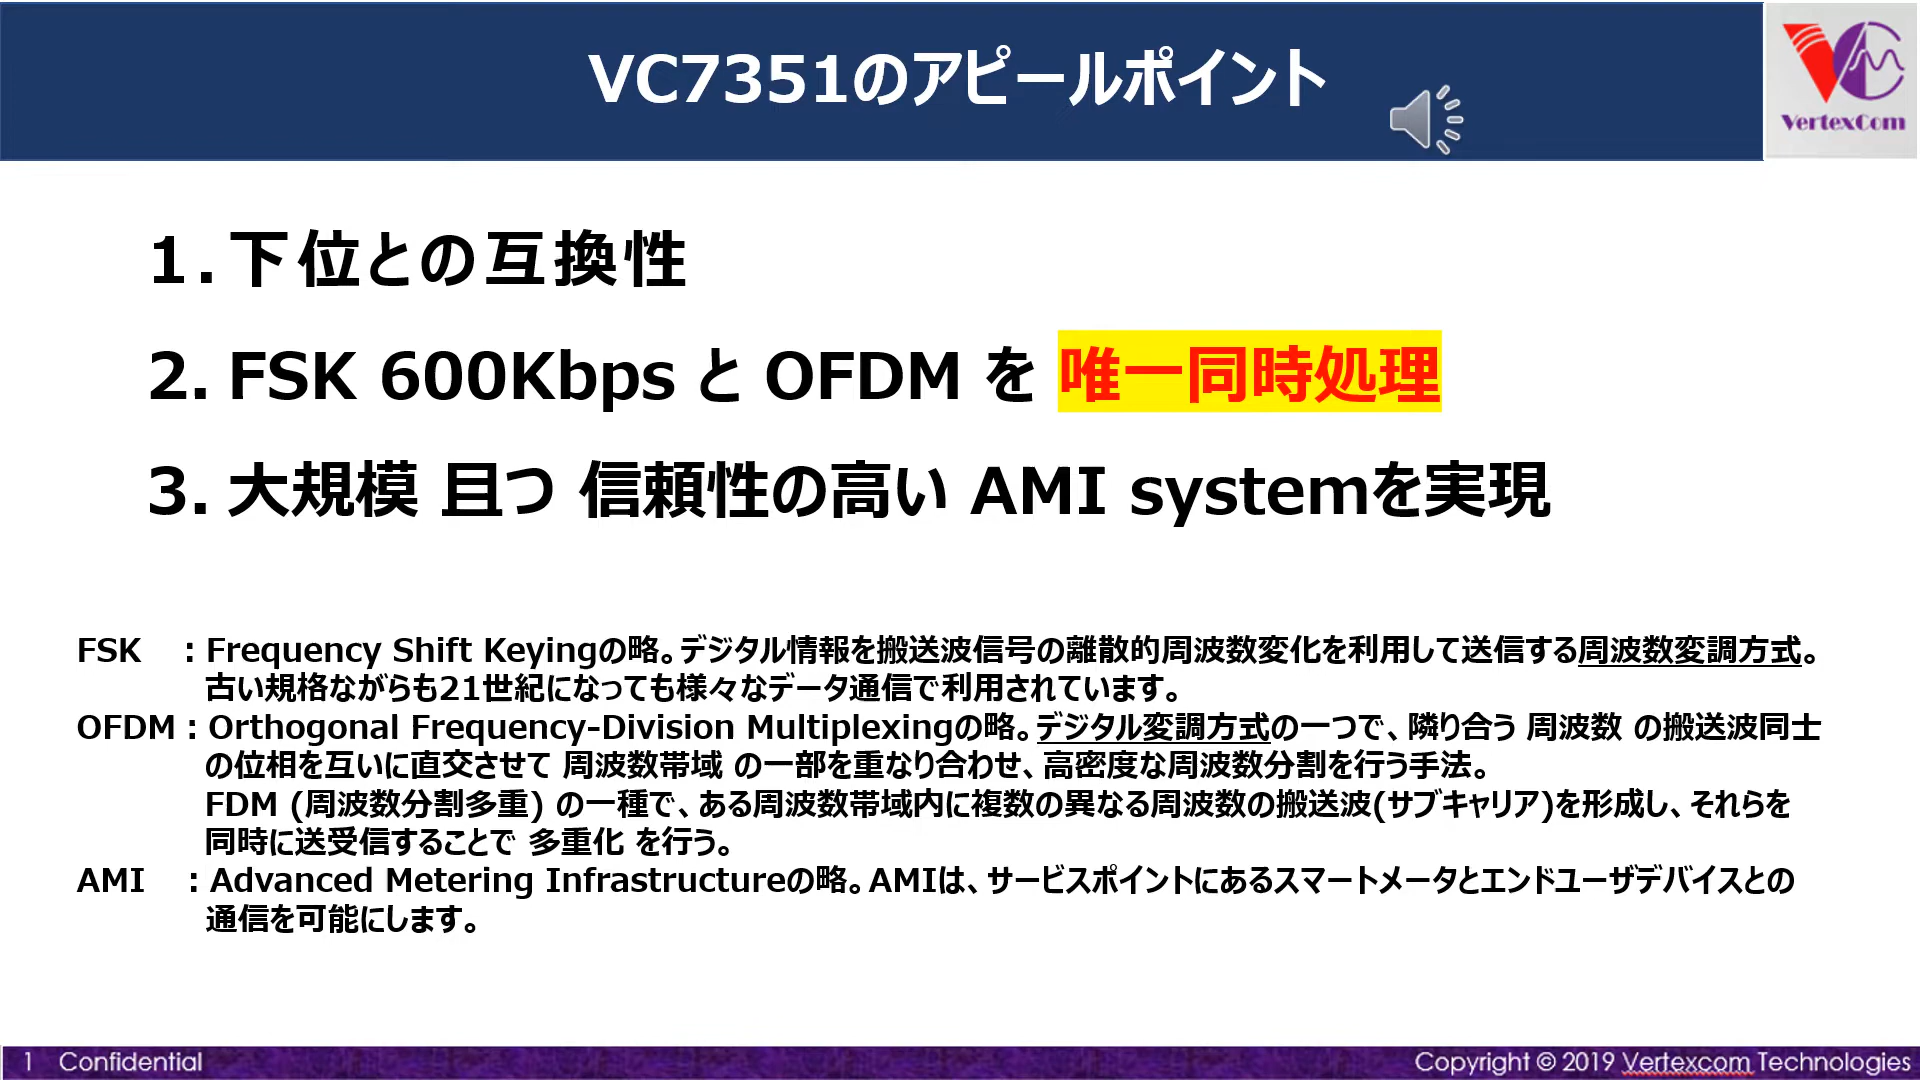 VC7351のアピールポイント
VertexCom
1. 下位との互換性
2. FSK 600Kbps と OFDM を 唯一同時処理
3. 大規模 且つ 信頼性の高い AMI systemを実現
FSK : Frequency Shift Keyingの略。デジタル情報を搬送波信号の離散的周波数変化を利用して送信する周波数変調方式。
古い規格ながらも21世紀になっても様々なデータ通信で利用されています。
OFDM : Orthogonal Frequency-Division Multiplexingの略。デジタル変調方式の一つで、隣り合う 周波数 の搬送波同士
の位相を互いに直交させて 周波数帯域 の一部を重なり合わせ、高密度な周波数分割を行う手法。
FDM (周波数分割多重) の一種で、ある周波数帯域内に複数の異なる周波数の搬送波(サブキャリア)を形成し、それらを
同時に送受信することで 多重化 を行う。
AMI : Advanced Metering Infrastructureの略。AMIは、サービスポイントにあるスマートメータとエンドユーザデバイスとの
通信を可能にします。
1 Confidential
Copyright © 2019 Vertexcom Technologies